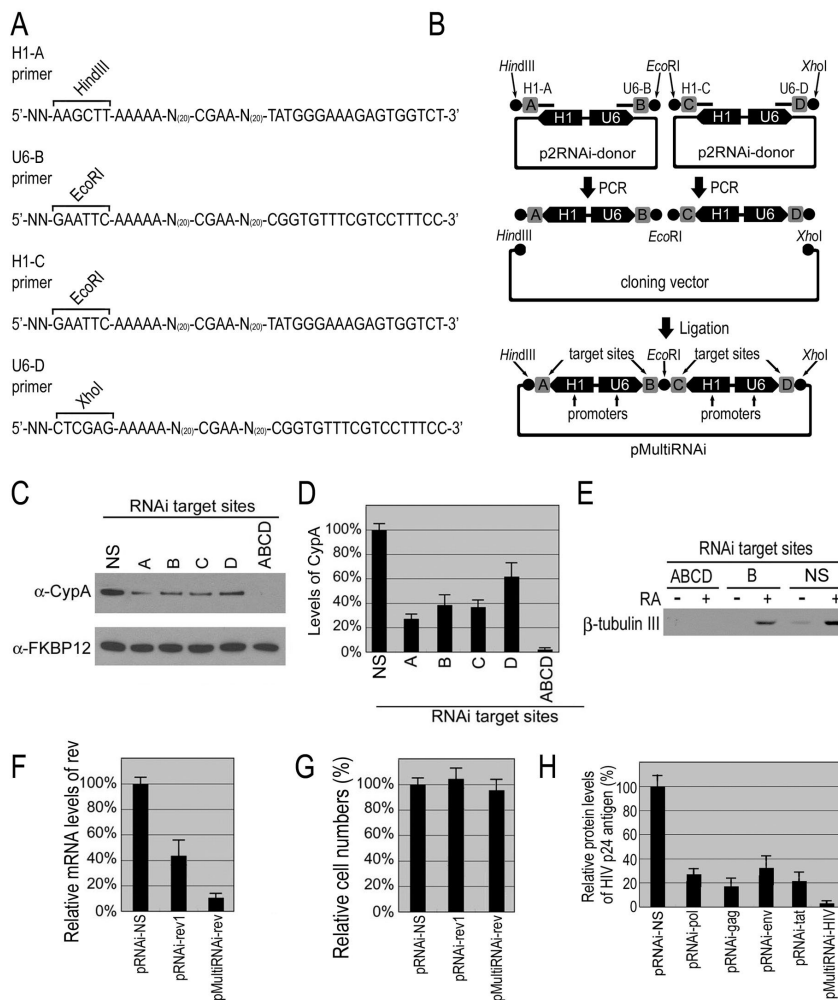 A
H1-A
primer
HindIII
5'-NN-AAGCTT-AAAAA-N(20)-CGAA-N(20)-TATGGGAAAGAGTGGTCT-3'
U6-B
primer
EcoRI
5'-NN-GAATTC-AAAAA-N(20)-CGAA-N(20)-CGGTGTTTCGTCCTTTCC-3'
H1-C
primer
EcoRI
5'-NN-GAATTC-AAAAA-N(20)-CGAA-N(20)-TATGGGAAAGAGTGGTCT-3'
U6-D
primer
XhoI
5'-NN-CTCGAG-AAAAA-N(20)-CGAA-N(20)-CGGTGTTTCGTCCTTTCC-3'
B
HindIII EcoRI XhoI
H1-A U6-B H1-C U6-D
A B C D
H1 U6 H1 U6
p2RNAi-donor p2RNAi-donor
PCR PCR
A H1 U6 B C H1 U6 D
HindIII EcoRI XhoI
cloning vector
Ligation
HindIII target sites EcoRI target sites XhoI
A H1 U6 B C H1 U6 D
promoters promoters
pMultiRNAi
C
RNAi target sites
NS A B C D ABCD
α-CypA
α-FKBP12
D
Levels of CypA
100%
80%
60%
40%
20%
0%
NS A B C D ABCD
RNAi target sites
E
RNAi target sites
ABCD B NS
RA - + - + - +
β-tubulin III
F
Relative mRNA levels of rev
100%
80%
60%
40%
20%
0%
pRNAi-NS
pRNAi-rev1
pMultiRNAi-rev
G
Relative cell numbers (%)
100%
80%
60%
40%
20%
0%
pRNAi-NS
pRNAi-rev1
pMultiRNAi-rev
H
Relative protein levels
of HIV p24 antigen (%)
100
80
60
40
20
0
pRNAi-NS
pRNAi-pol
pRNAi-gag
pRNAi-env
pRNAi-tat
pMultiRNAi-HIV